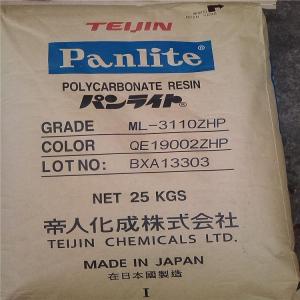 TEIJIN
Panlite®
POLYCARBONATE RESIN
パンライト®
GRADE ML-3110ZHP
COLOR QE19002ZHP
LOT NO: BXA13303
NET 25 KGS
帝人化成株式会社
TEIJIN CHEMICALS LTD.
MADE IN JAPAN
在日本國製造
I